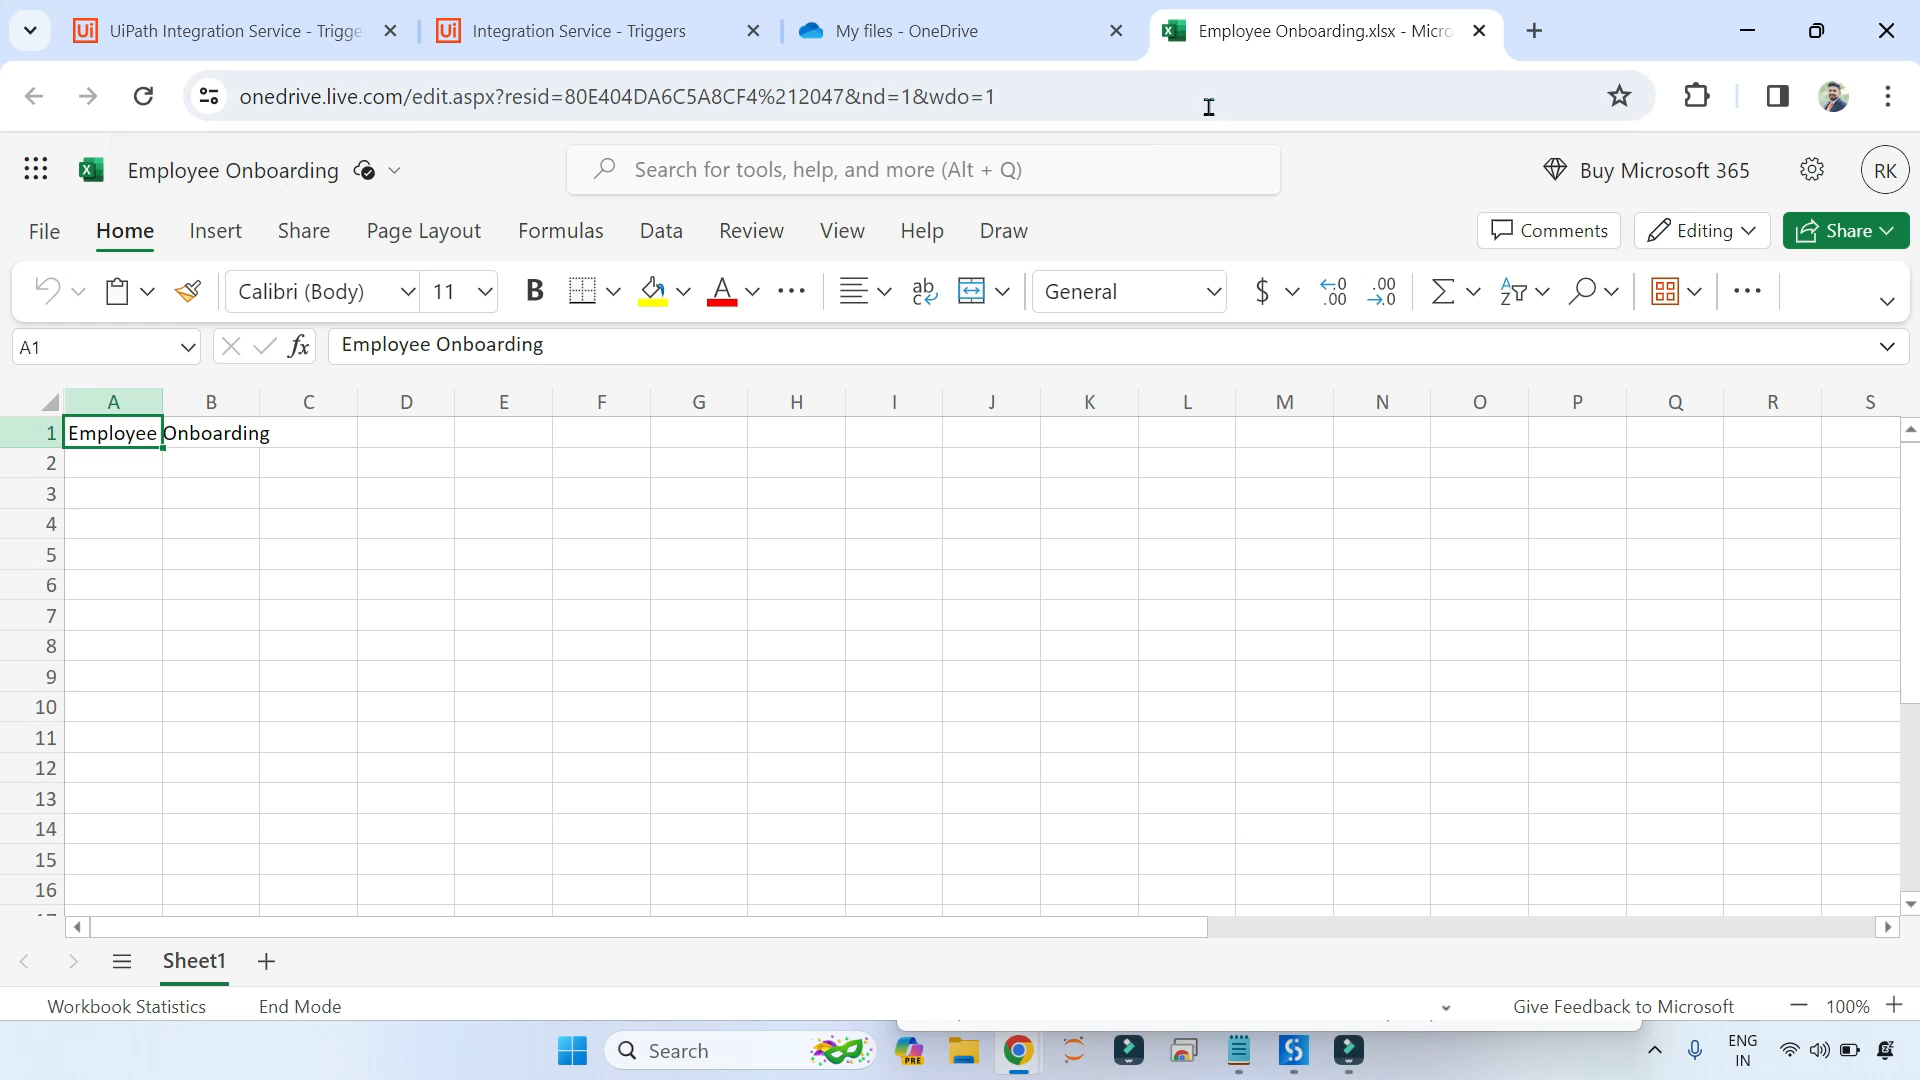 UiPath Integration Service - Trigge
Integration Service - Triggers
My files - OneDrive
Employee Onboarding.xlsx - Micro
onedrive.live.com/edit.aspx?resid=80E404DA6C5A8CF4%212047&nd=1&wdo=1
Employee Onboarding
Search for tools, help, and more (Alt + Q)
Buy Microsoft 365
RK
File Home Insert Share Page Layout Formulas Data Review View Help Draw
Comments
Editing
Share
Calibri (Body)
11
B
A
ab
General
$
A1
fx
Employee Onboarding
A B C D E F G H I J K L M N O P Q R S
1 Employee Onboarding
2
3
4
5
6
7
8
9
10
11
12
13
14
15
16
Sheet1
Workbook Statistics
End Mode
Give Feedback to Microsoft
100%
Search
PRE
ENG
IN